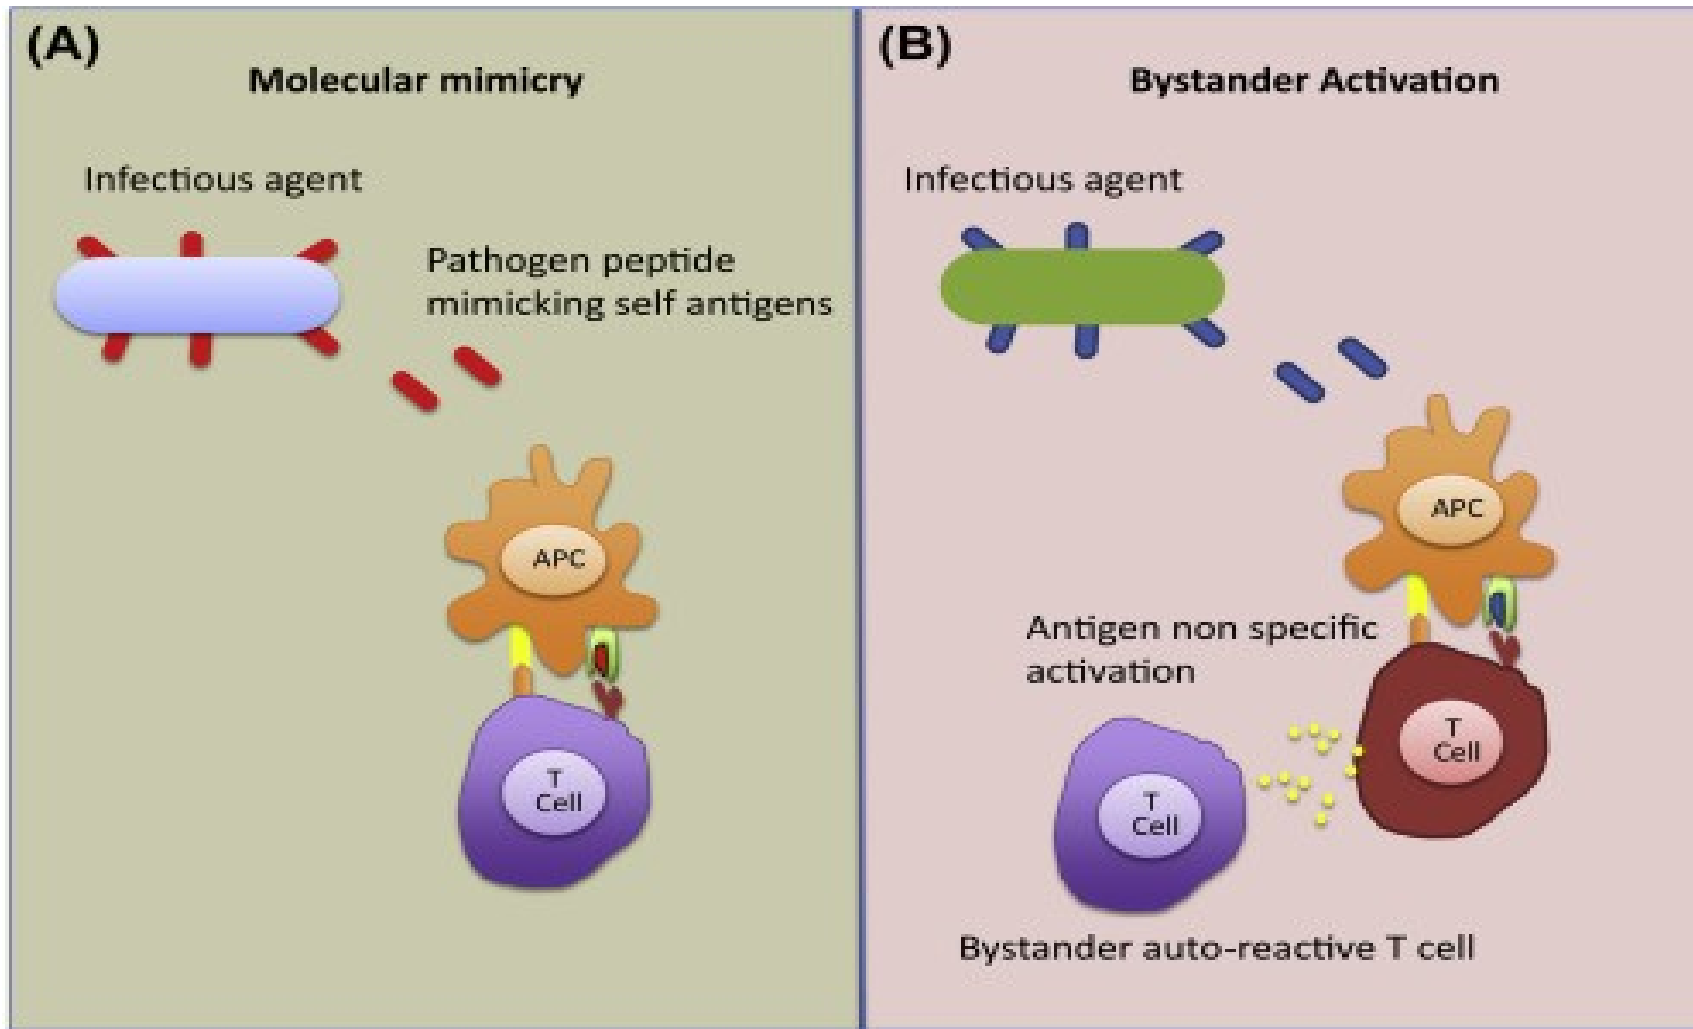 (A)
Molecular mimicry
Infectious agent
Pathogen peptide
mimicking self antigens
APC
T
Cell
(B)
Bystander Activation
Infectious agent
APC
Antigen non specific
activation
T
Cell
T
Cell
Bystander auto-reactive T cell